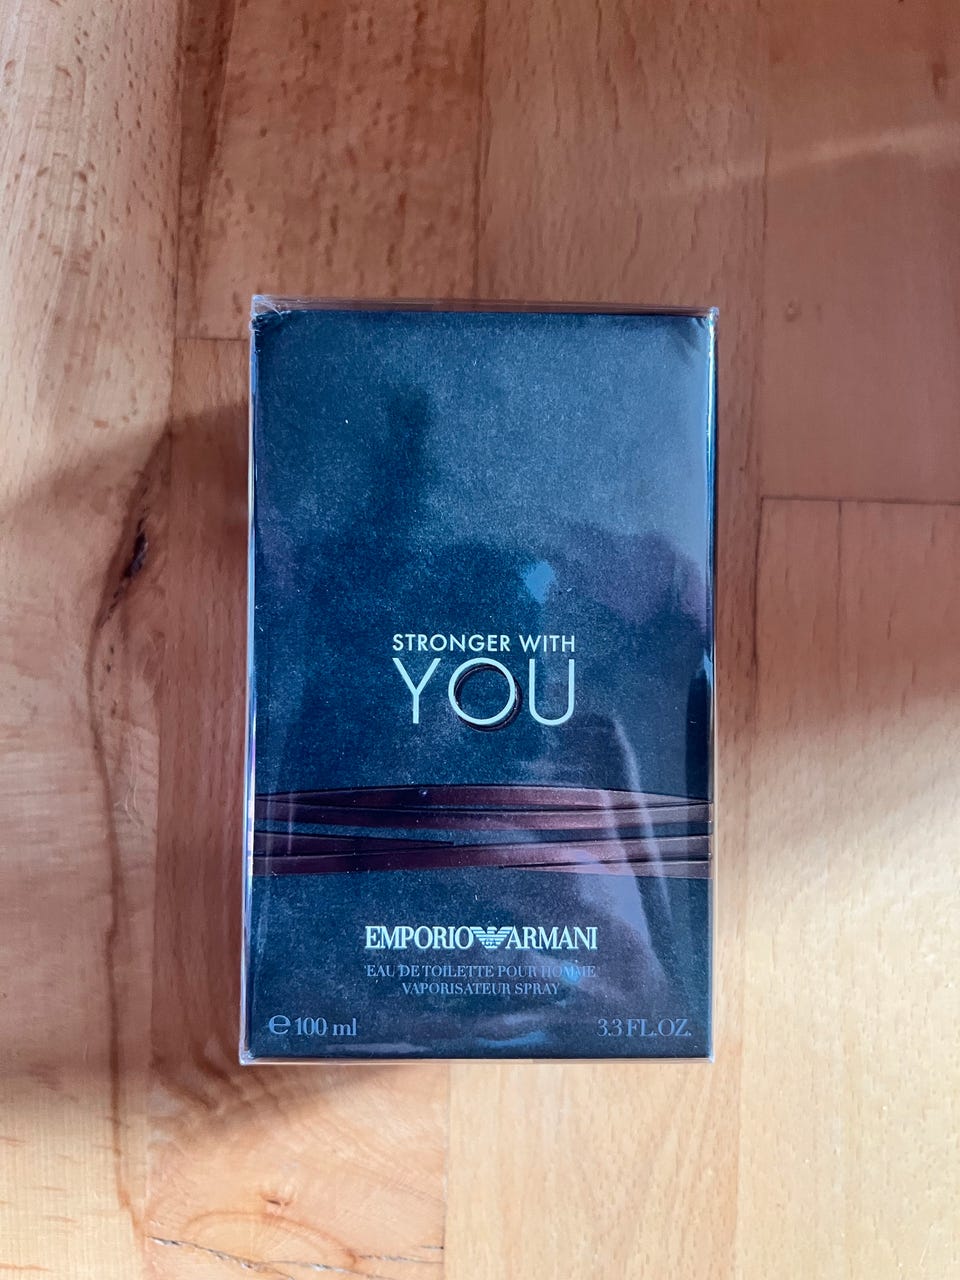 STRONGER WITH
YOU
EMPORIO ARMANI
EAU DE TOILETTE POUR HOMME
VAPORISATEUR SPRAY
℮ 100 ml 3.3 FL.OZ.